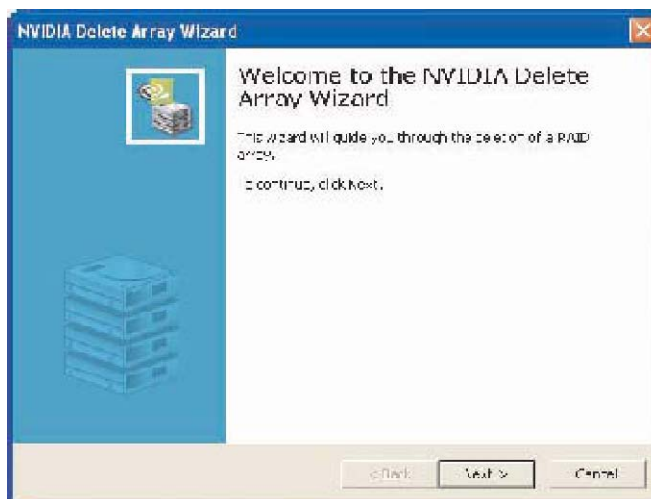 NVIDIA Delete Array Wizard
Welcome to the NVIDIA Delete
Array Wizard
This wizard will guide you through the deletion of a RAID
array.
To continue, click Next.
< Back
Next >
Cancel